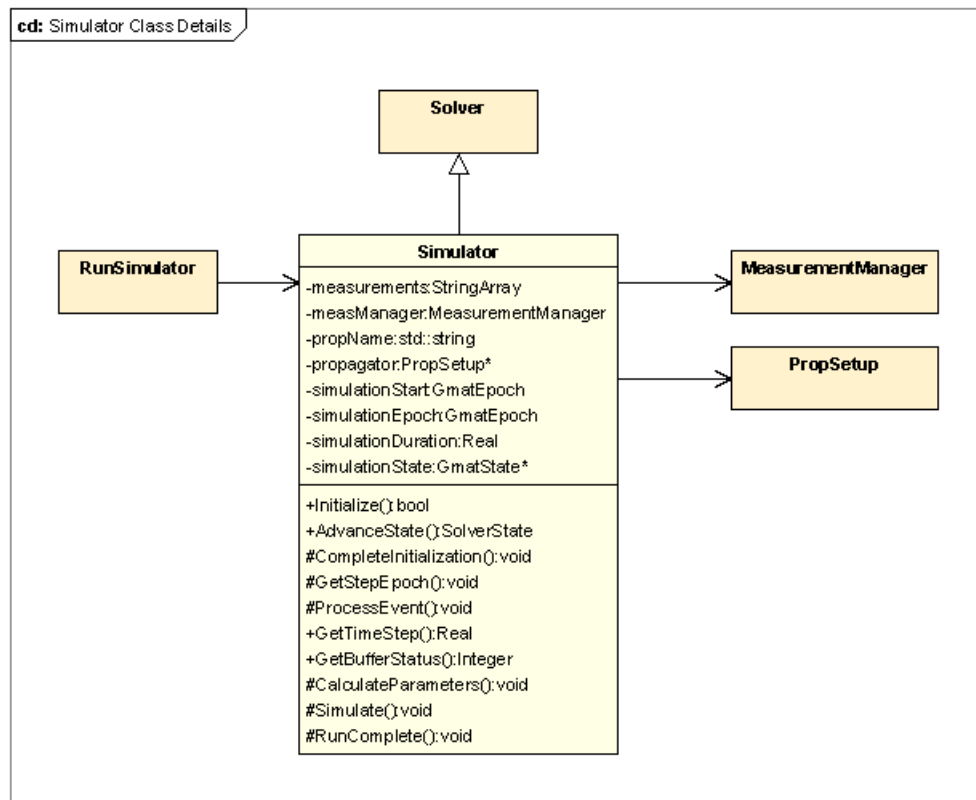 cd: Simulator Class Details
Solver
RunSimulator
Simulator
MeasurementManager
PropSetup
-measurements:StringArray
-measManager:MeasurementManager
-propName:std::string
-propagator:PropSetup*
-simulationStart:GmatEpoch
-simulationEpoch:GmatEpoch
-simulationDuration:Real
-simulationState:GmatState*
+Initialize():bool
+AdvanceState():SolverState
#CompleteInitialization():void
#GetStepEpoch():void
#ProcessEvent():void
+GetTimeStep():Real
+GetBufferStatus():Integer
#CalculateParameters():void
#Simulate():void
#RunComplete():void